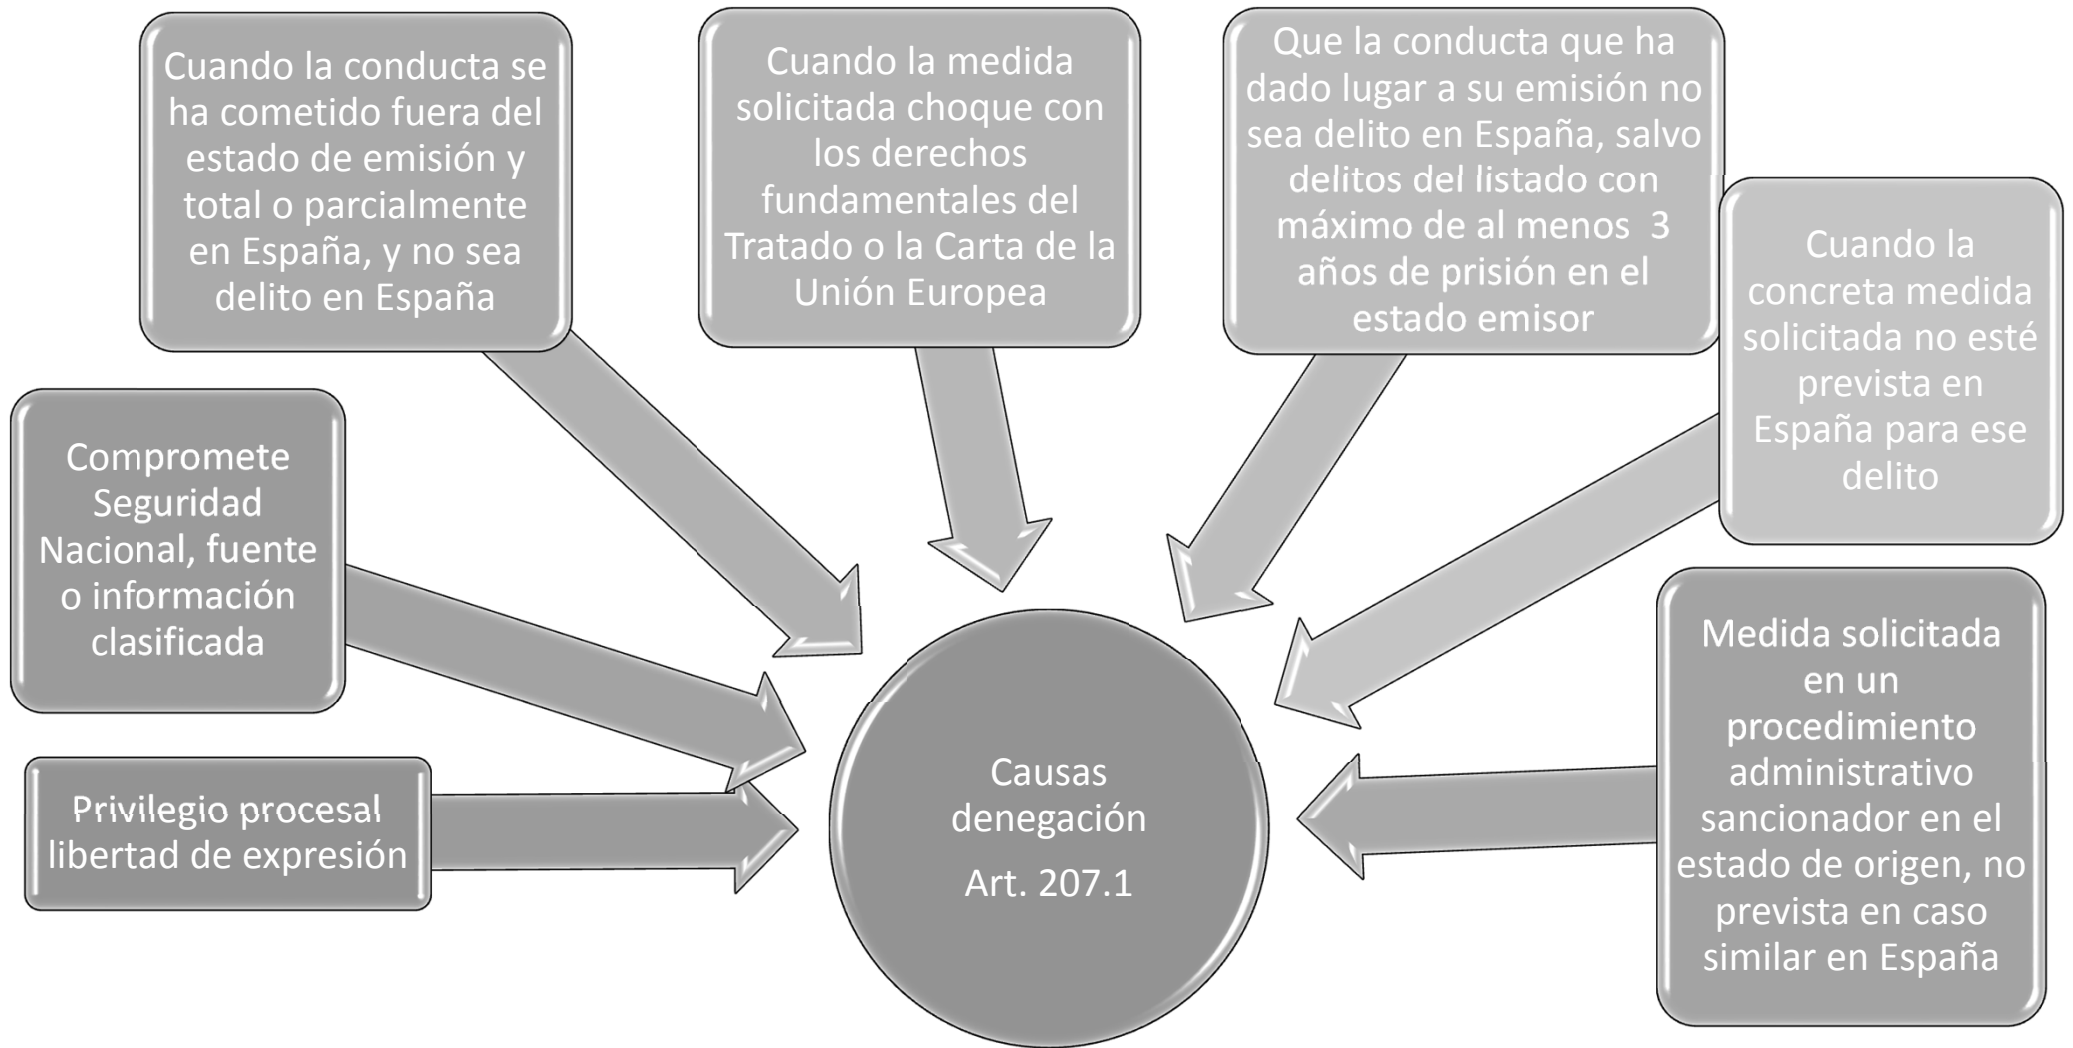 Cuando la conducta se
ha cometido fuera del
estado de emisión y
total o parcialmente
en España, y no sea
delito en España
Cuando la medida
solicitada choque con
los derechos
fundamentales del
Tratado o la Carta de la
Unión Europea
Que la conducta que ha
dado lugar a su emisión no
sea delito en España, salvo
delitos del listado con
máximo de al menos  3
años de prisión en el
estado emisor
Cuando la
concreta medida
solicitada no esté
prevista en
España para ese
delito
Compromete
Seguridad
Nacional, fuente
o información
clasificada
Medida solicitada
en un
procedimiento
administrativo
sancionador en el
estado de origen, no
prevista en caso
similar en España
Privilegio procesal
libertad de expresión
Causas
denegación
Art. 207.1